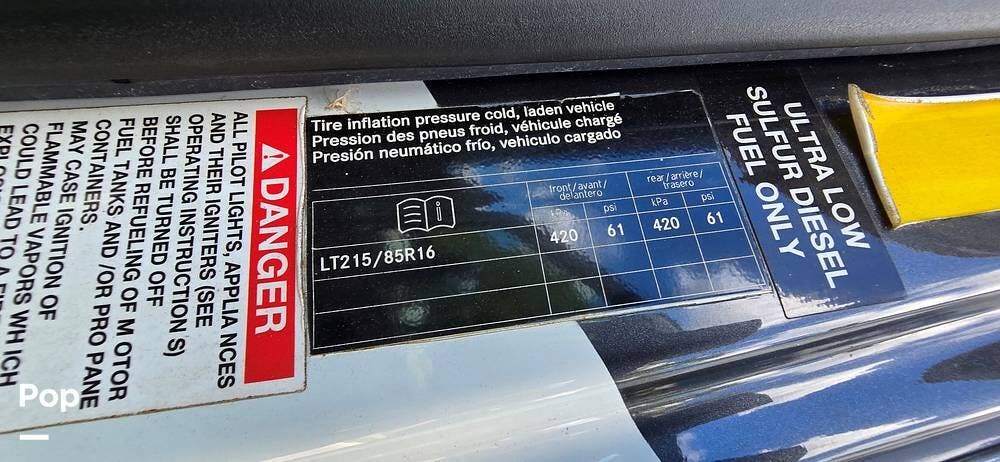 DANGER
ALL PILOT LIGHTS, APPLIA NCES
AND THEIR IGNITERS (SEE
OPERATING INSTRUCTION S)
SHALL BE TURNED OFF
BEFORE REFUELING OF M OTOR
FUEL TANKS AND /OR PRO PANE
CONTAINERS.
MAY CASE IGNITION OF
FLAMMABLE VAPORS WH ICH
COULD LEAD TO A
Tire inflation pressure cold, laden vehicle
Pression des pneus froid, véhicule chargé
Presión neumático frío, vehiculo cargado
front/avant/
delantero
rear/arrière/
trasero
kPa psi kPa psi
LT215/85R16 420 61 420 61
ULTRA LOW
SULFUR DIESEL
FUEL ONLY
Pop